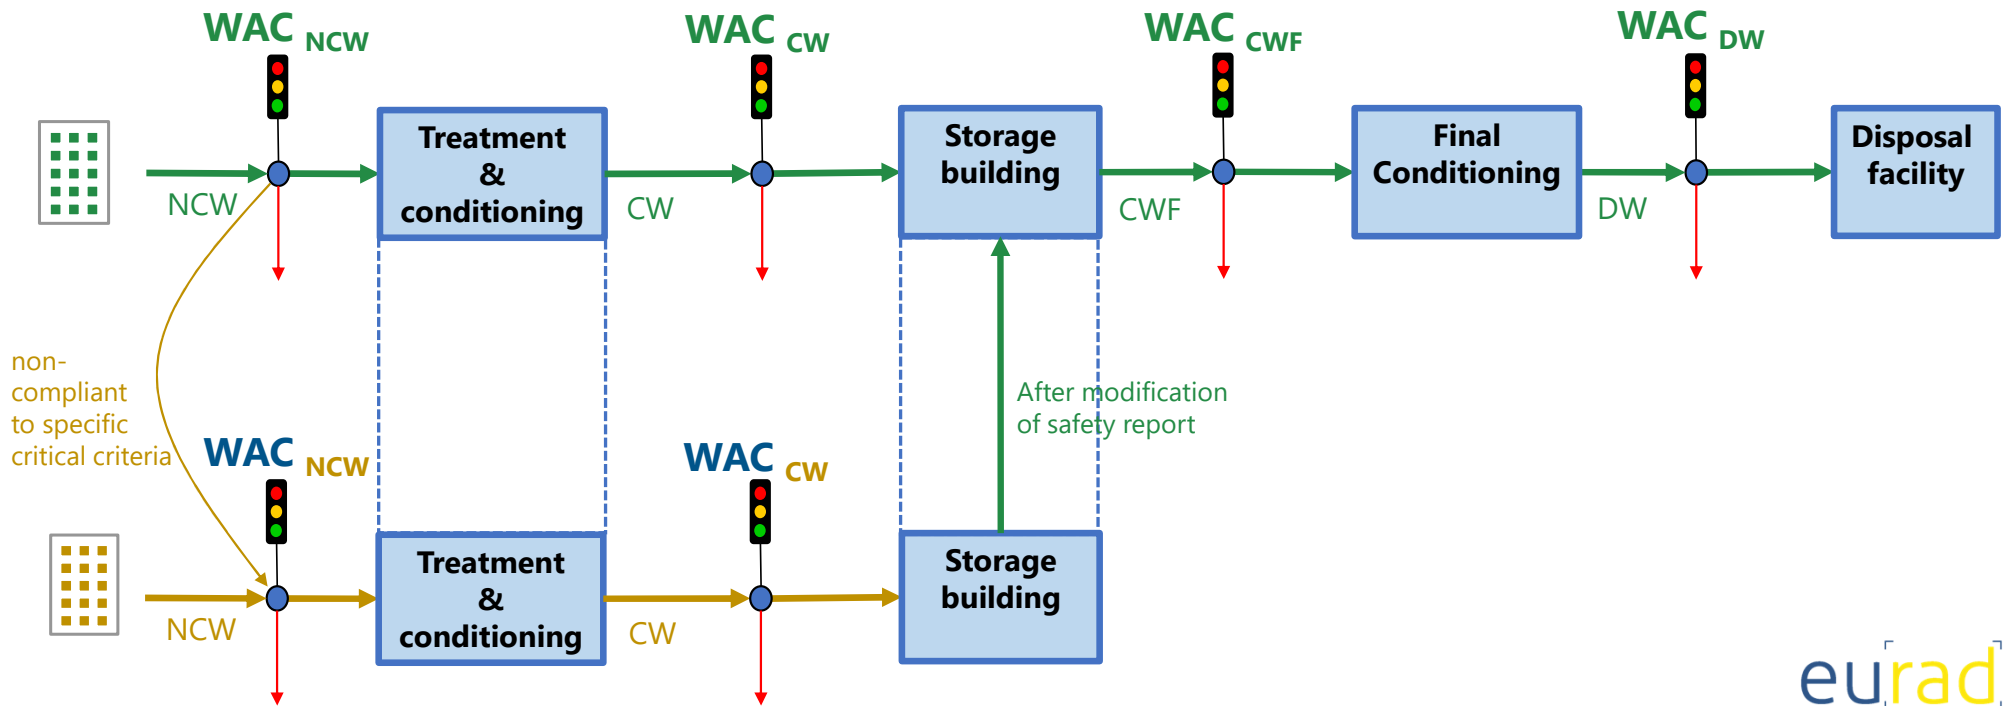 WAC NCW
WAC CW
WAC CWF
WAC DW
Treatment
&
conditioning
Storage
building
Final
Conditioning
Disposal
facility
NCW
CW
CWF
DW
non-
compliant
to specific
critical criteria
After modification
of safety report
WAC NCW
WAC CW
Treatment
&
conditioning
Storage
building
NCW
CW
eurad